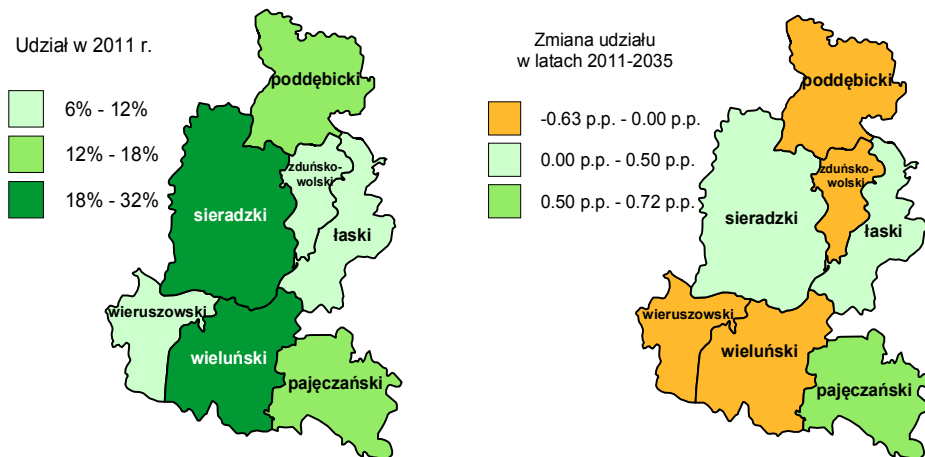 Udział w 2011 r.
6% - 12%
12% - 18%
18% - 32%
poddębicki
zduńsko-
wolski
sieradzki
łaski
wieruszowski
wieluński
pajęczański
Zmiana udziału
w latach 2011-2035
-0.63 p.p. - 0.00 p.p.
0.00 p.p. - 0.50 p.p.
0.50 p.p. - 0.72 p.p.
poddębicki
zduńsko-
wolski
sieradzki
łaski
wieruszowski
wieluński
pajęczański